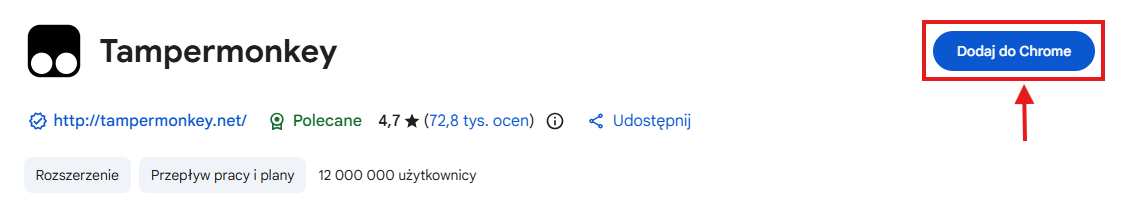 Tampermonkey
Dodaj do Chrome
http://tampermonkey.net/ Polecane 4,7 ★ (72,8 tys. ocen) Udostępnij
Rozszerzenie Przepływ pracy i plany 12 000 000 użytkownicy